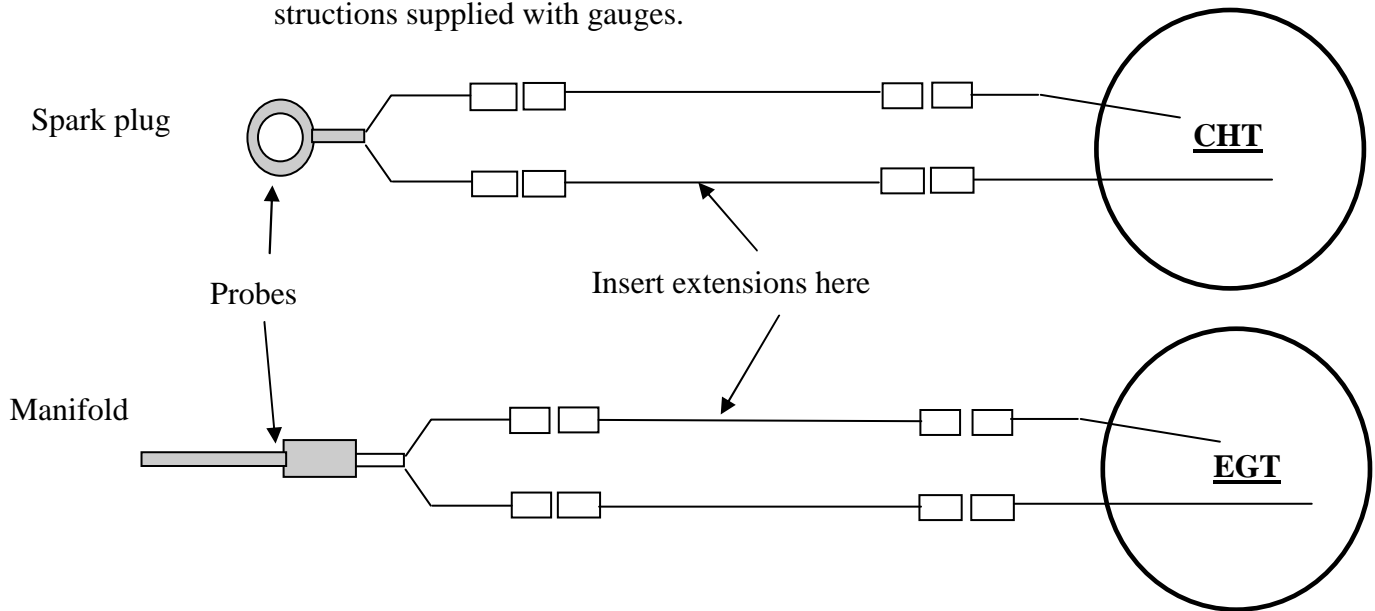 structions supplied with gauges.
Spark plug
CHT
Probes
Insert extensions here
Manifold
EGT